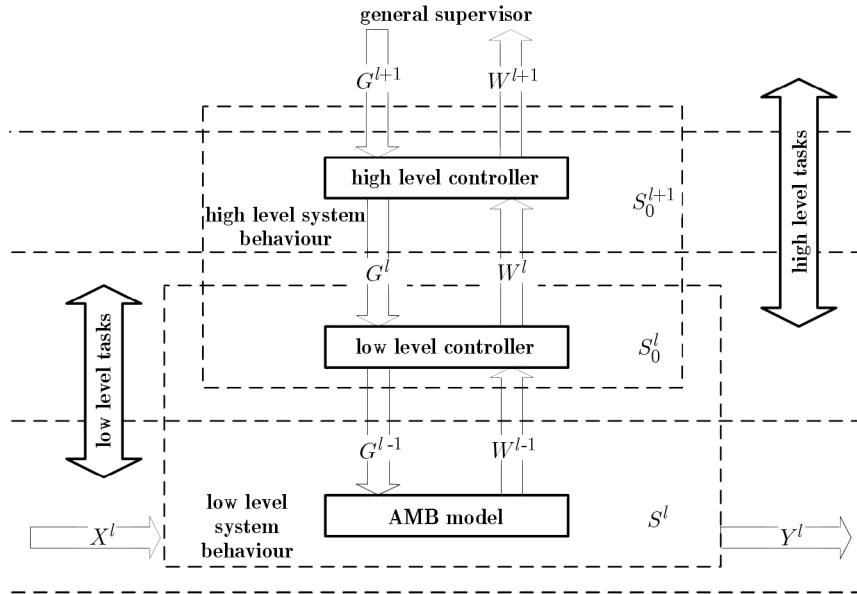 general supervisor
G^{l+1}
W^{l+1}
high level controller
S_0^{l+1}
high level system
behaviour
high level tasks
G^l
W^l
low level controller
S_0^l
low level tasks
G^{l-1}
W^{l-1}
low level
system
behaviour
AMB model
S^l
X^l
Y^l